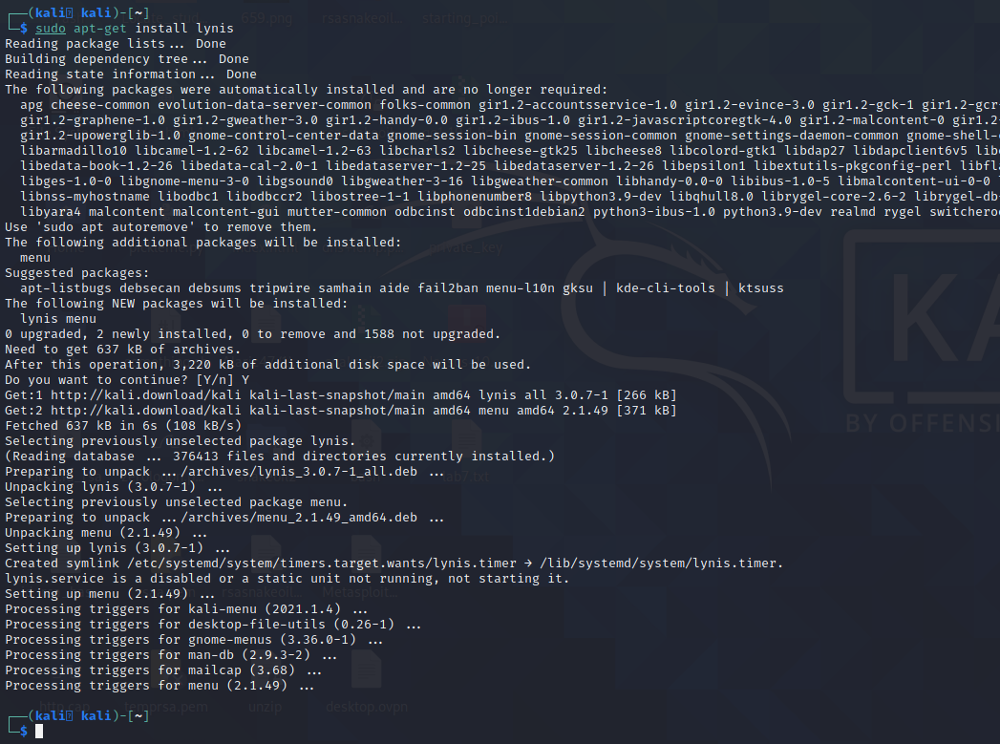 ┌──(kali㉿kali)-[~]
└─$ sudo apt-get install lynis
Reading package lists... Done
Building dependency tree... Done
Reading state information... Done
The following packages were automatically installed and are no longer required:
  apg cheese-common evolution-data-server-common folks-common gir1.2-accountsservice-1.0 gir1.2-evince-3.0 gir1.2-gck-1 gir1.2-gcr-
  gir1.2-graphene-1.0 gir1.2-gweather-3.0 gir1.2-handy-0.0 gir1.2-ibus-1.0 gir1.2-javascriptcoregtk-4.0 gir1.2-malcontent-0 gir1.2-
  gir1.2-upowerglib-1.0 gnome-control-center-data gnome-session-bin gnome-session-common gnome-settings-daemon-common gnome-shell-
  libarmadillo10 libcamel-1.2-62 libcamel-1.2-63 libcharls2 libcheese-gtk25 libcheese8 libcolord-gtk1 libdap27 libdapclient6v5 libe
  libedata-book-1.2-26 libedata-cal-2.0-1 libedataserver-1.2-25 libedataserver-1.2-26 libepsilon1 libextutils-pkgconfig-perl libfl
  libges-1.0-0 libgnome-menu-3-0 libgsound0 libgweather-3-16 libgweather-common libhandy-0.0-0 libibus-1.0-5 libmalcontent-ui-0-0
  libnss-myhostname libodbc1 libodbccr2 libostree-1-1 libphonenumber8 libpython3.9-dev libqhull8.0 librygel-core-2.6-2 librygel-db-
  libyara4 malcontent malcontent-gui mutter-common odbcinst odbcinst1debian2 python3-ibus-1.0 python3.9-dev realmd rygel switcheroo
Use 'sudo apt autoremove' to remove them.
The following additional packages will be installed:
  menu
Suggested packages:
  apt-listbugs debsecan debsums tripwire samhain aide fail2ban menu-l10n gksu | kde-cli-tools | ktsuss
The following NEW packages will be installed:
  lynis menu
0 upgraded, 2 newly installed, 0 to remove and 1588 not upgraded.
Need to get 637 kB of archives.
After this operation, 3,220 kB of additional disk space will be used.
Do you want to continue? [Y/n] Y
Get:1 http://kali.download/kali kali-last-snapshot/main amd64 lynis all 3.0.7-1 [266 kB]
Get:2 http://kali.download/kali kali-last-snapshot/main amd64 menu amd64 2.1.49 [371 kB]
Fetched 637 kB in 6s (108 kB/s)
Selecting previously unselected package lynis.
(Reading database ... 376413 files and directories currently installed.)
Preparing to unpack .../archives/lynis_3.0.7-1_all.deb ...
Unpacking lynis (3.0.7-1) ...
Selecting previously unselected package menu.
Preparing to unpack .../archives/menu_2.1.49_amd64.deb ...
Unpacking menu (2.1.49) ...
Setting up lynis (3.0.7-1) ...
Created symlink /etc/systemd/system/timers.target.wants/lynis.timer → /lib/systemd/system/lynis.timer.
lynis.service is a disabled or a static unit not running, not starting it.
Setting up menu (2.1.49) ...
Processing triggers for kali-menu (2021.1.4) ...
Processing triggers for desktop-file-utils (0.26-1) ...
Processing triggers for gnome-menus (3.36.0-1) ...
Processing triggers for man-db (2.9.3-2) ...
Processing triggers for mailcap (3.68) ...
Processing triggers for menu (2.1.49) ...
┌──(kali㉿kali)-[~]
└─$
KA
BY OFFENSI
659.png
rsasnakeoil...
starting_poi...
private_key
rsasnakeoil...
Metasploit...
http.cap
temprsa.pem
unzip
desktop.ovpn